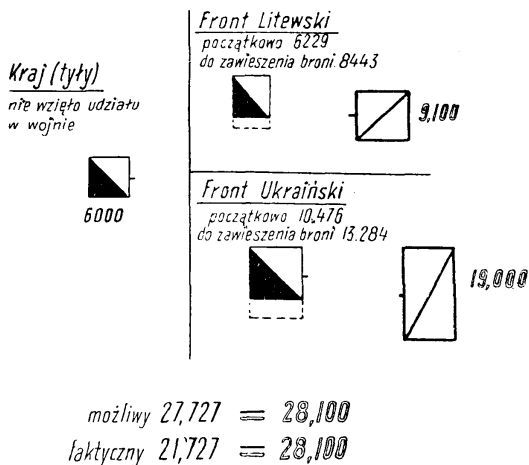 Kraj (tyły)
nie wzięło udziału
w wojnie
6000
Front Litewski
początkowo 6229
do zawieszenia broni 8443
9,100
Front Ukraiński
początkowo 10.476
do zawieszenia broni 13.284
19,000
możliwy 27,727 = 28,100
faktyczny 21,727 = 28,100